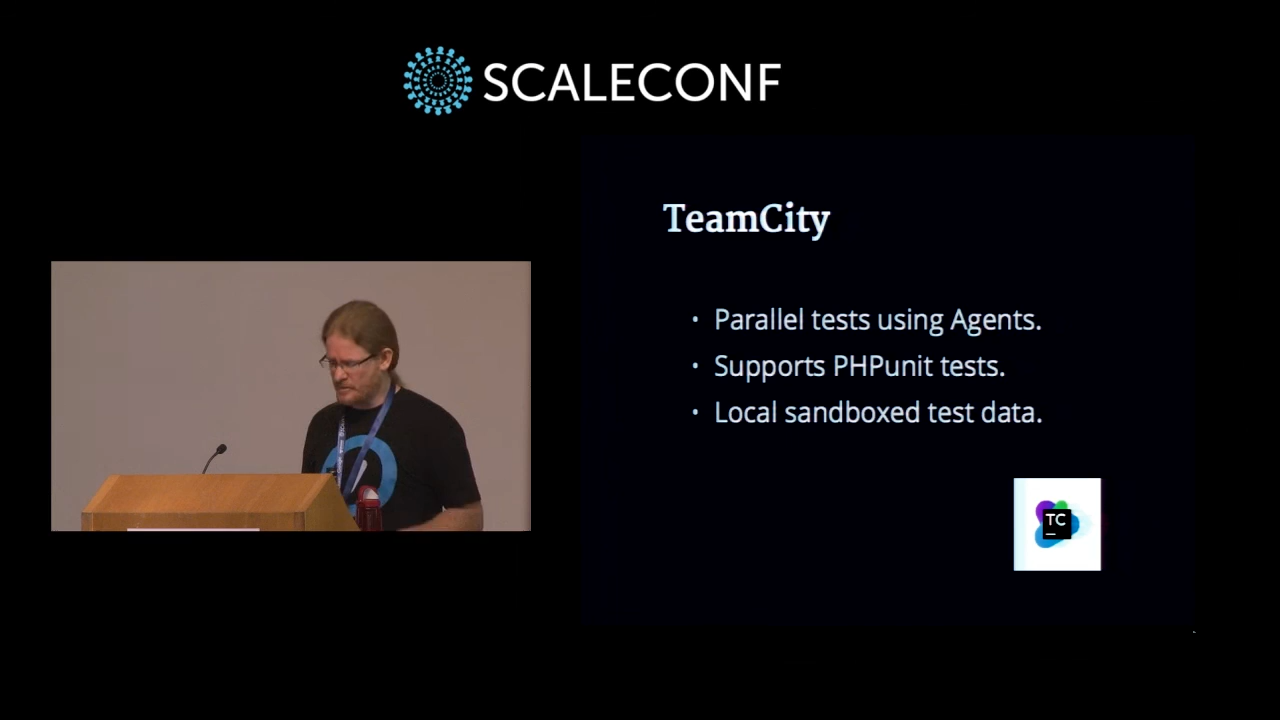 SCALECONF
TeamCity
• Parallel tests using Agents.
• Supports PHPunit tests.
• Local sandboxed test data.
TC